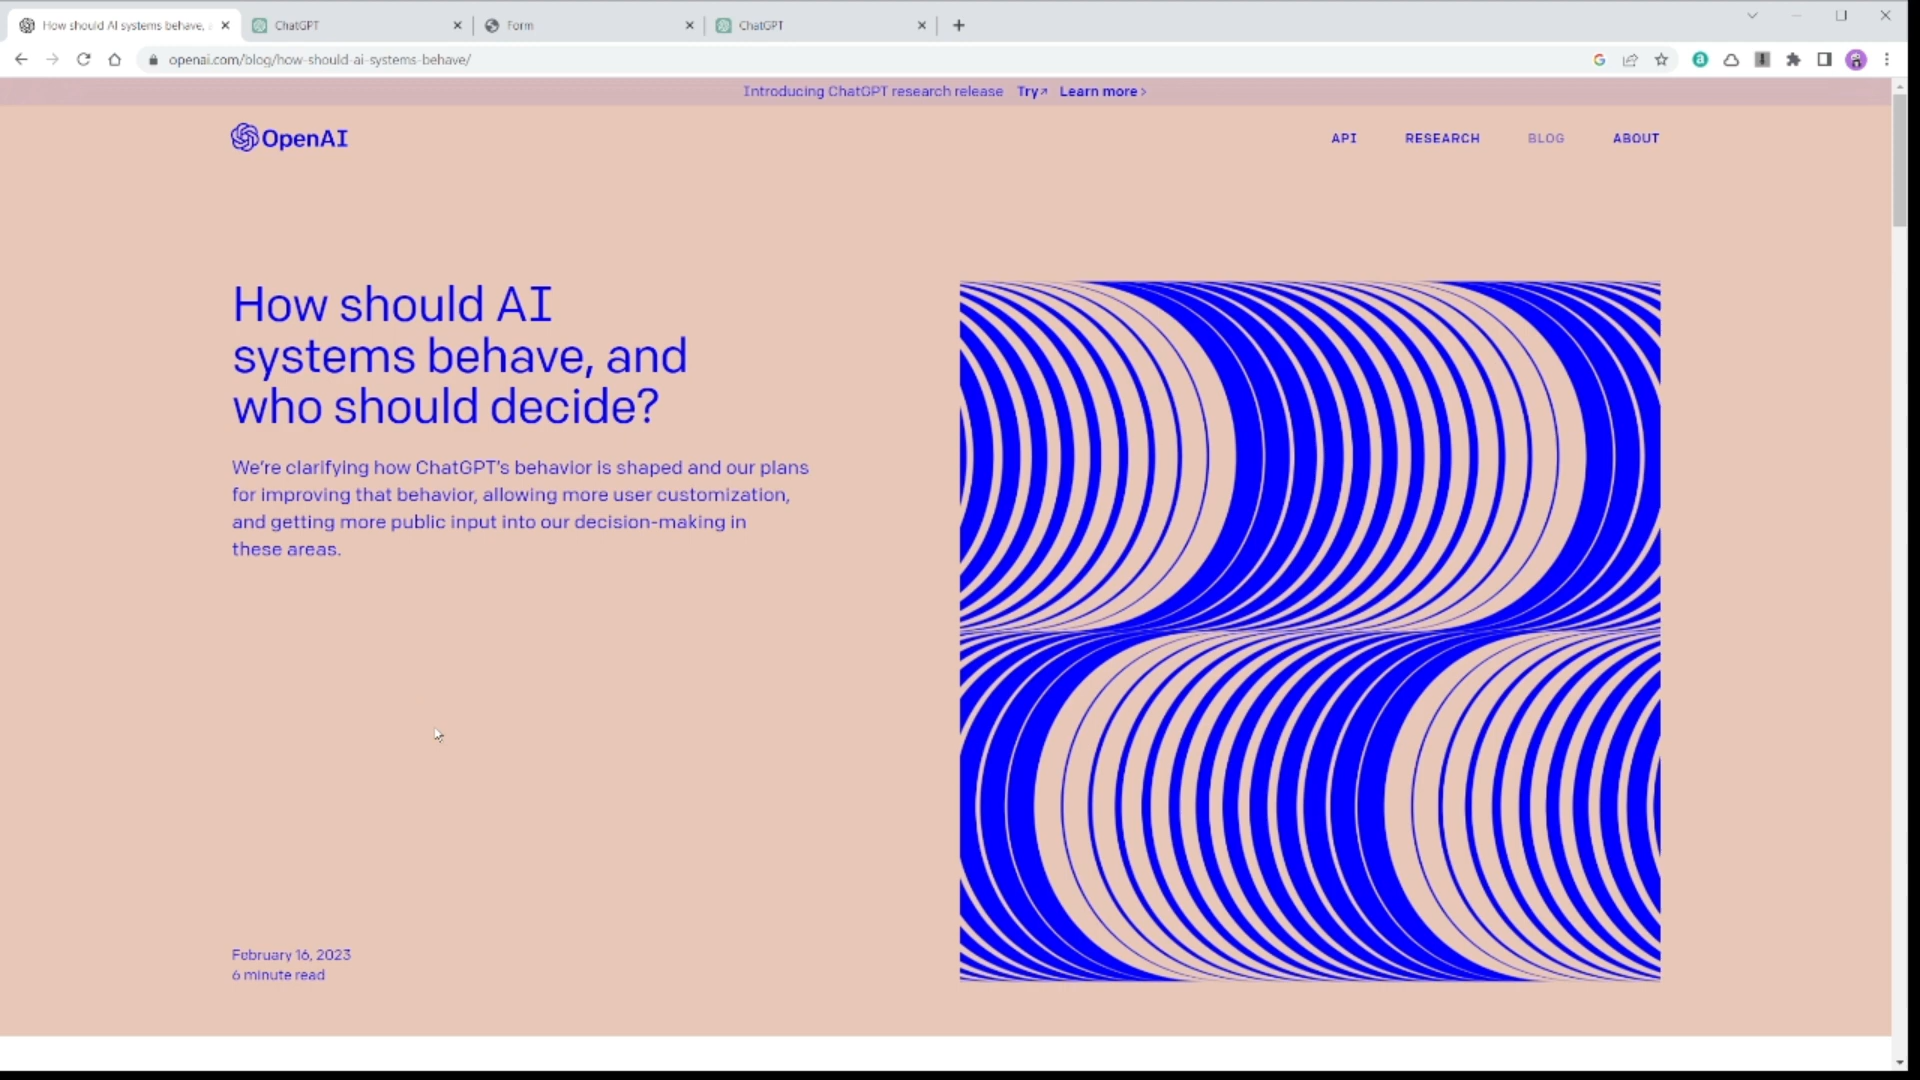 How should AI systems behave,
ChatGPT
Form
ChatGPT
openai.com/blog/how-should-ai-systems-behave/
Introducing ChatGPT research release Try↗ Learn more ›
OpenAI
API RESEARCH BLOG ABOUT
How should AI
systems behave, and
who should decide?
We're clarifying how ChatGPT's behavior is shaped and our plans
for improving that behavior, allowing more user customization,
and getting more public input into our decision-making in
these areas.
February 16, 2023
6 minute read